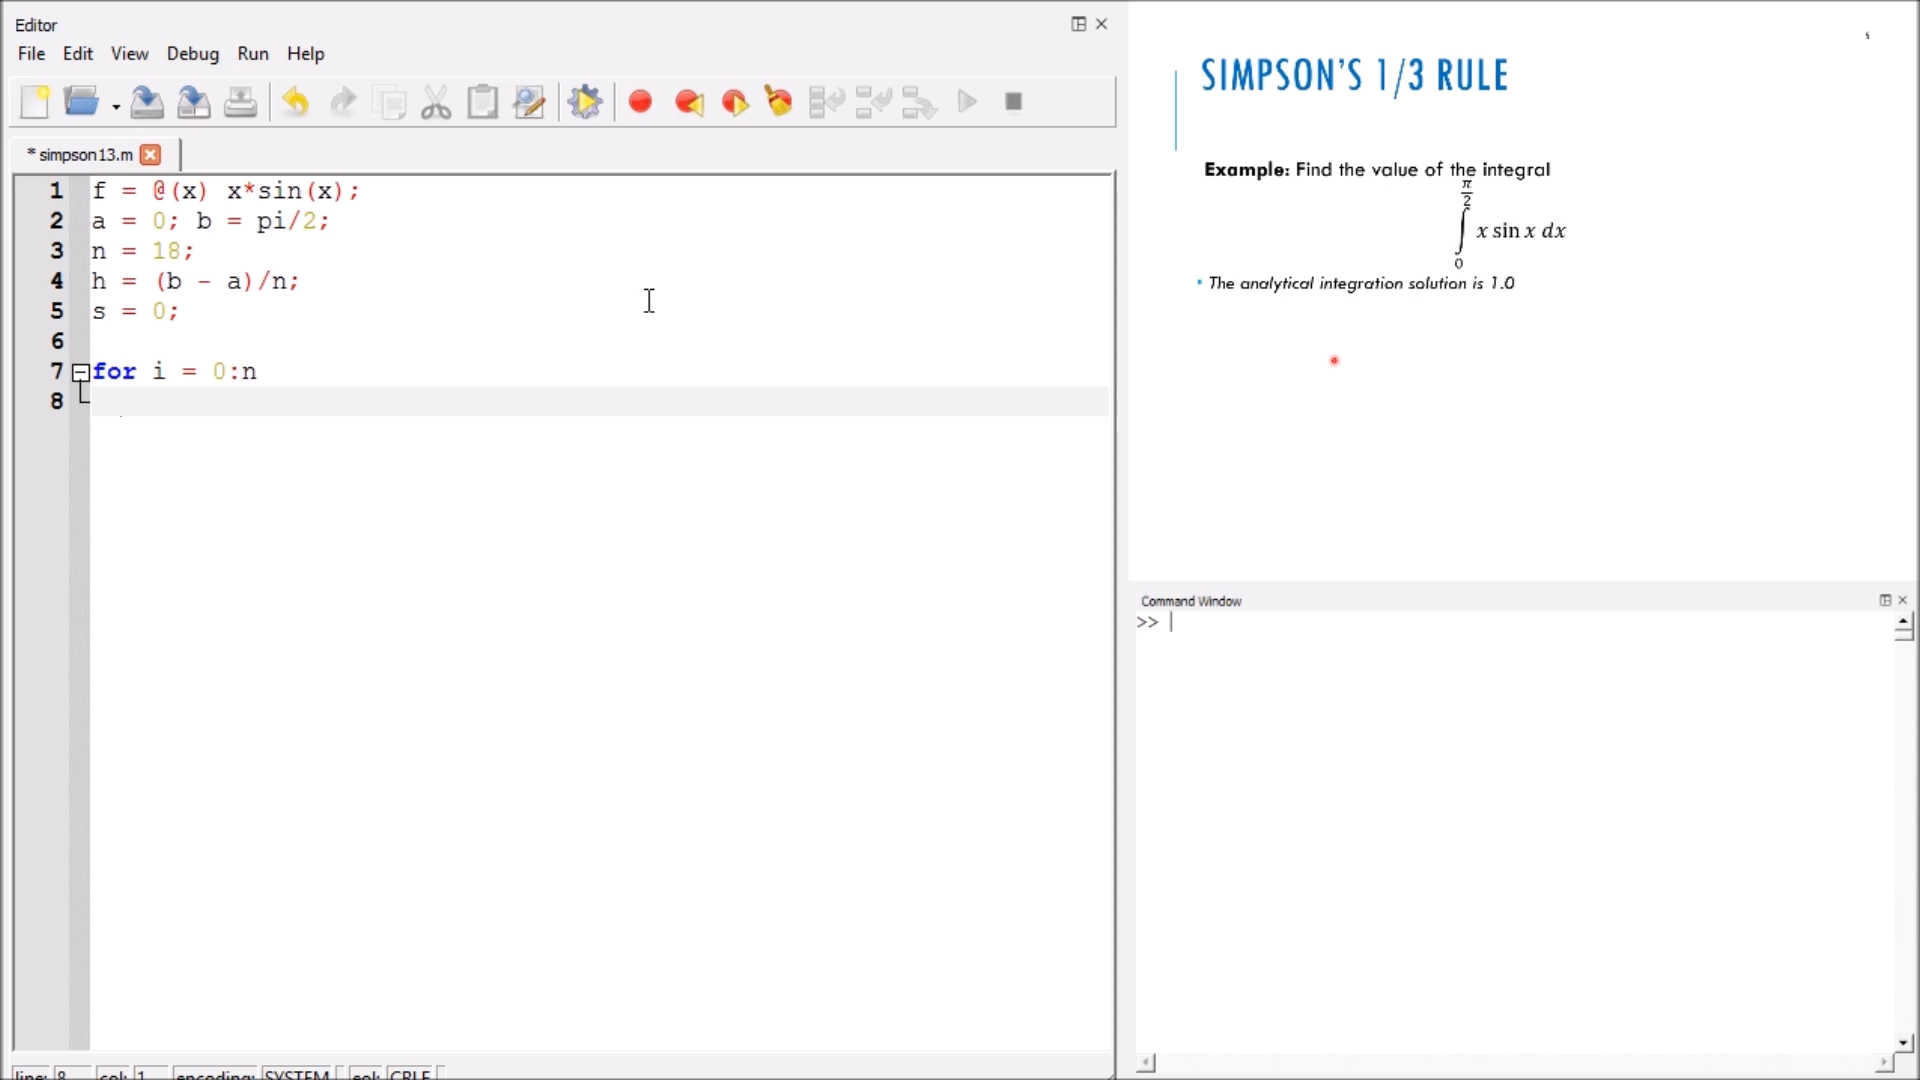 Editor
File Edit View Debug Run Help
* simpson13.m
1 f = @(x) x*sin(x);
2 a = 0; b = pi/2;
3 n = 18;
4 h = (b - a)/n;
5 s = 0;
6
7 for i = 0:n
8
line: 8 col: 1 encoding: SYSTEM eol: CRLF
SIMPSON'S 1/3 RULE
Example: Find the value of the integral
π
2
∫ x sin x dx
0
▪ The analytical integration solution is 1.0
Command Window
>>